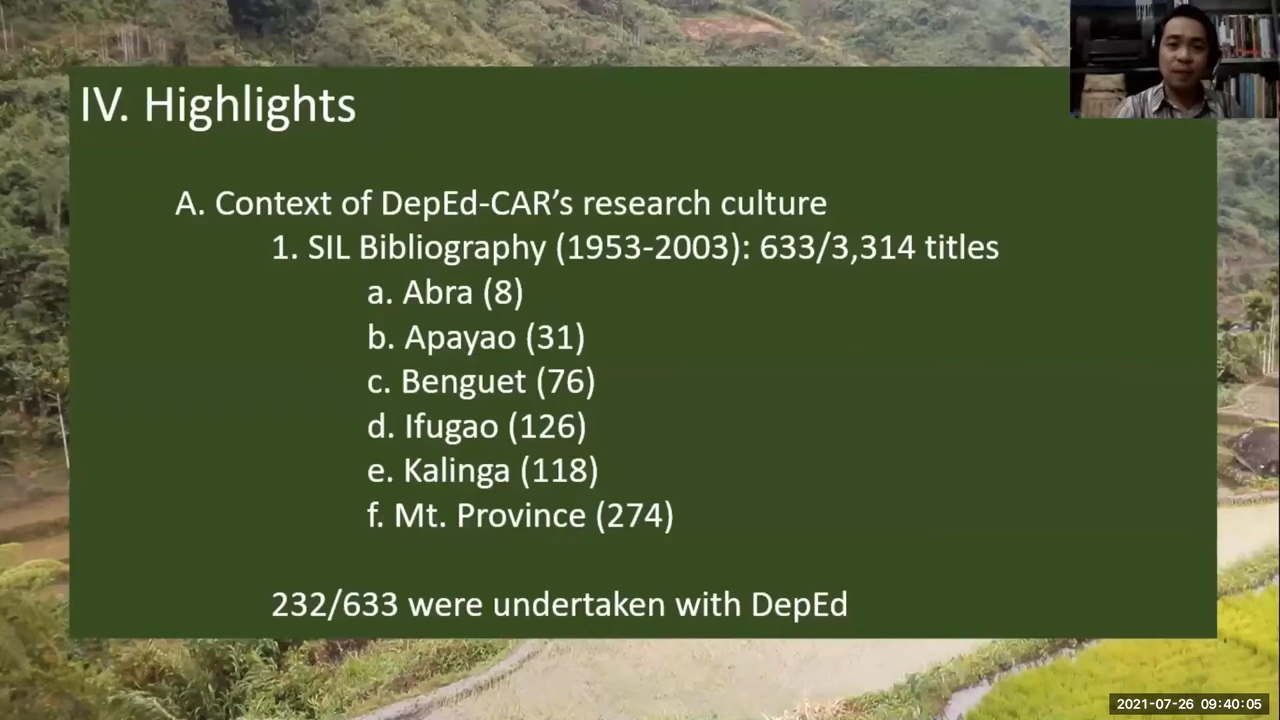 IV. Highlights
A. Context of DepEd-CAR’s research culture
1. SIL Bibliography (1953-2003): 633/3,314 titles
a. Abra (8)
b. Apayao (31)
c. Benguet (76)
d. Ifugao (126)
e. Kalinga (118)
f. Mt. Province (274)
232/633 were undertaken with DepEd
2021-07-26 09:40:05